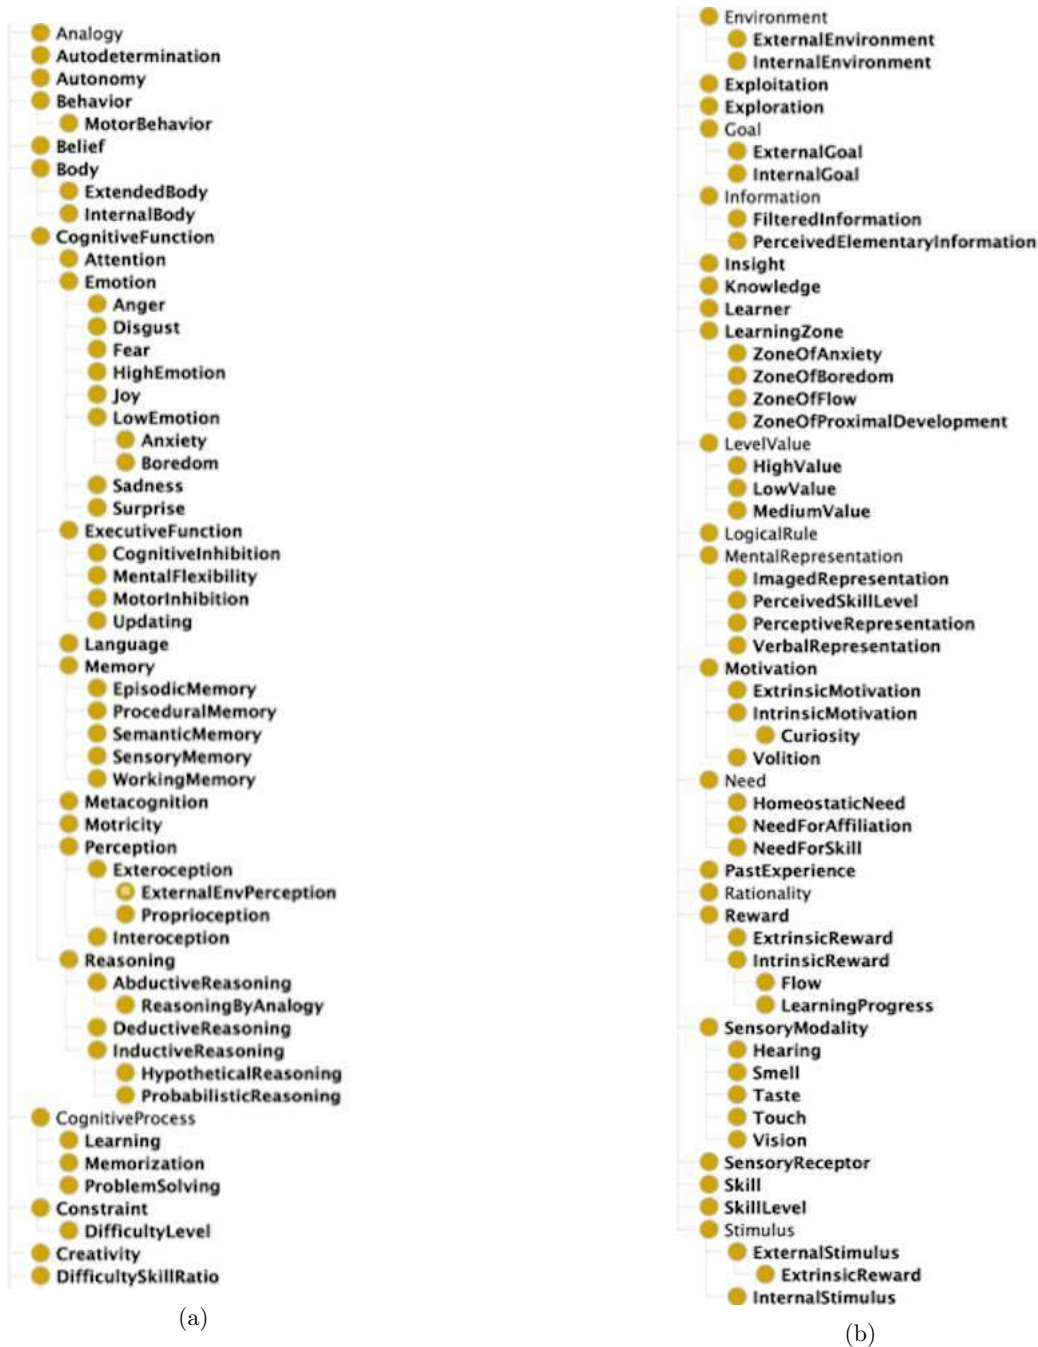 Analogy
Autodetermination
Autonomy
Behavior
MotorBehavior
Belief
Body
ExtendedBody
InternalBody
CognitiveFunction
Attention
Emotion
Anger
Disgust
Fear
HighEmotion
Joy
LowEmotion
Anxiety
Boredom
Sadness
Surprise
ExecutiveFunction
CognitiveInhibition
MentalFlexibility
MotorInhibition
Updating
Language
Memory
EpisodicMemory
ProceduralMemory
SemanticMemory
SensoryMemory
WorkingMemory
Metacognition
Motricity
Perception
Exteroception
ExternalEnvPerception
Proprioception
Interoception
Reasoning
AbductiveReasoning
ReasoningByAnalogy
DeductiveReasoning
InductiveReasoning
HypotheticalReasoning
ProbabilisticReasoning
CognitiveProcess
Learning
Memorization
ProblemSolving
Constraint
DifficultyLevel
Creativity
DifficultySkillRatio
(a)
Environment
ExternalEnvironment
InternalEnvironment
Exploitation
Exploration
Goal
ExternalGoal
InternalGoal
Information
FilteredInformation
PerceivedElementaryInformation
Insight
Knowledge
Learner
LearningZone
ZoneOfAnxiety
ZoneOfBoredom
ZoneOfFlow
ZoneOfProximalDevelopment
LevelValue
HighValue
LowValue
MediumValue
LogicalRule
MentalRepresentation
ImagedRepresentation
PerceivedSkillLevel
PerceptiveRepresentation
VerbalRepresentation
Motivation
ExtrinsicMotivation
IntrinsicMotivation
Curiosity
Volition
Need
HomeostaticNeed
NeedForAffiliation
NeedForSkill
PastExperience
Rationality
Reward
ExtrinsicReward
IntrinsicReward
Flow
LearningProgress
SensoryModality
Hearing
Smell
Taste
Touch
Vision
SensoryReceptor
Skill
SkillLevel
Stimulus
ExternalStimulus
ExtrinsicReward
InternalStimulus
(b)